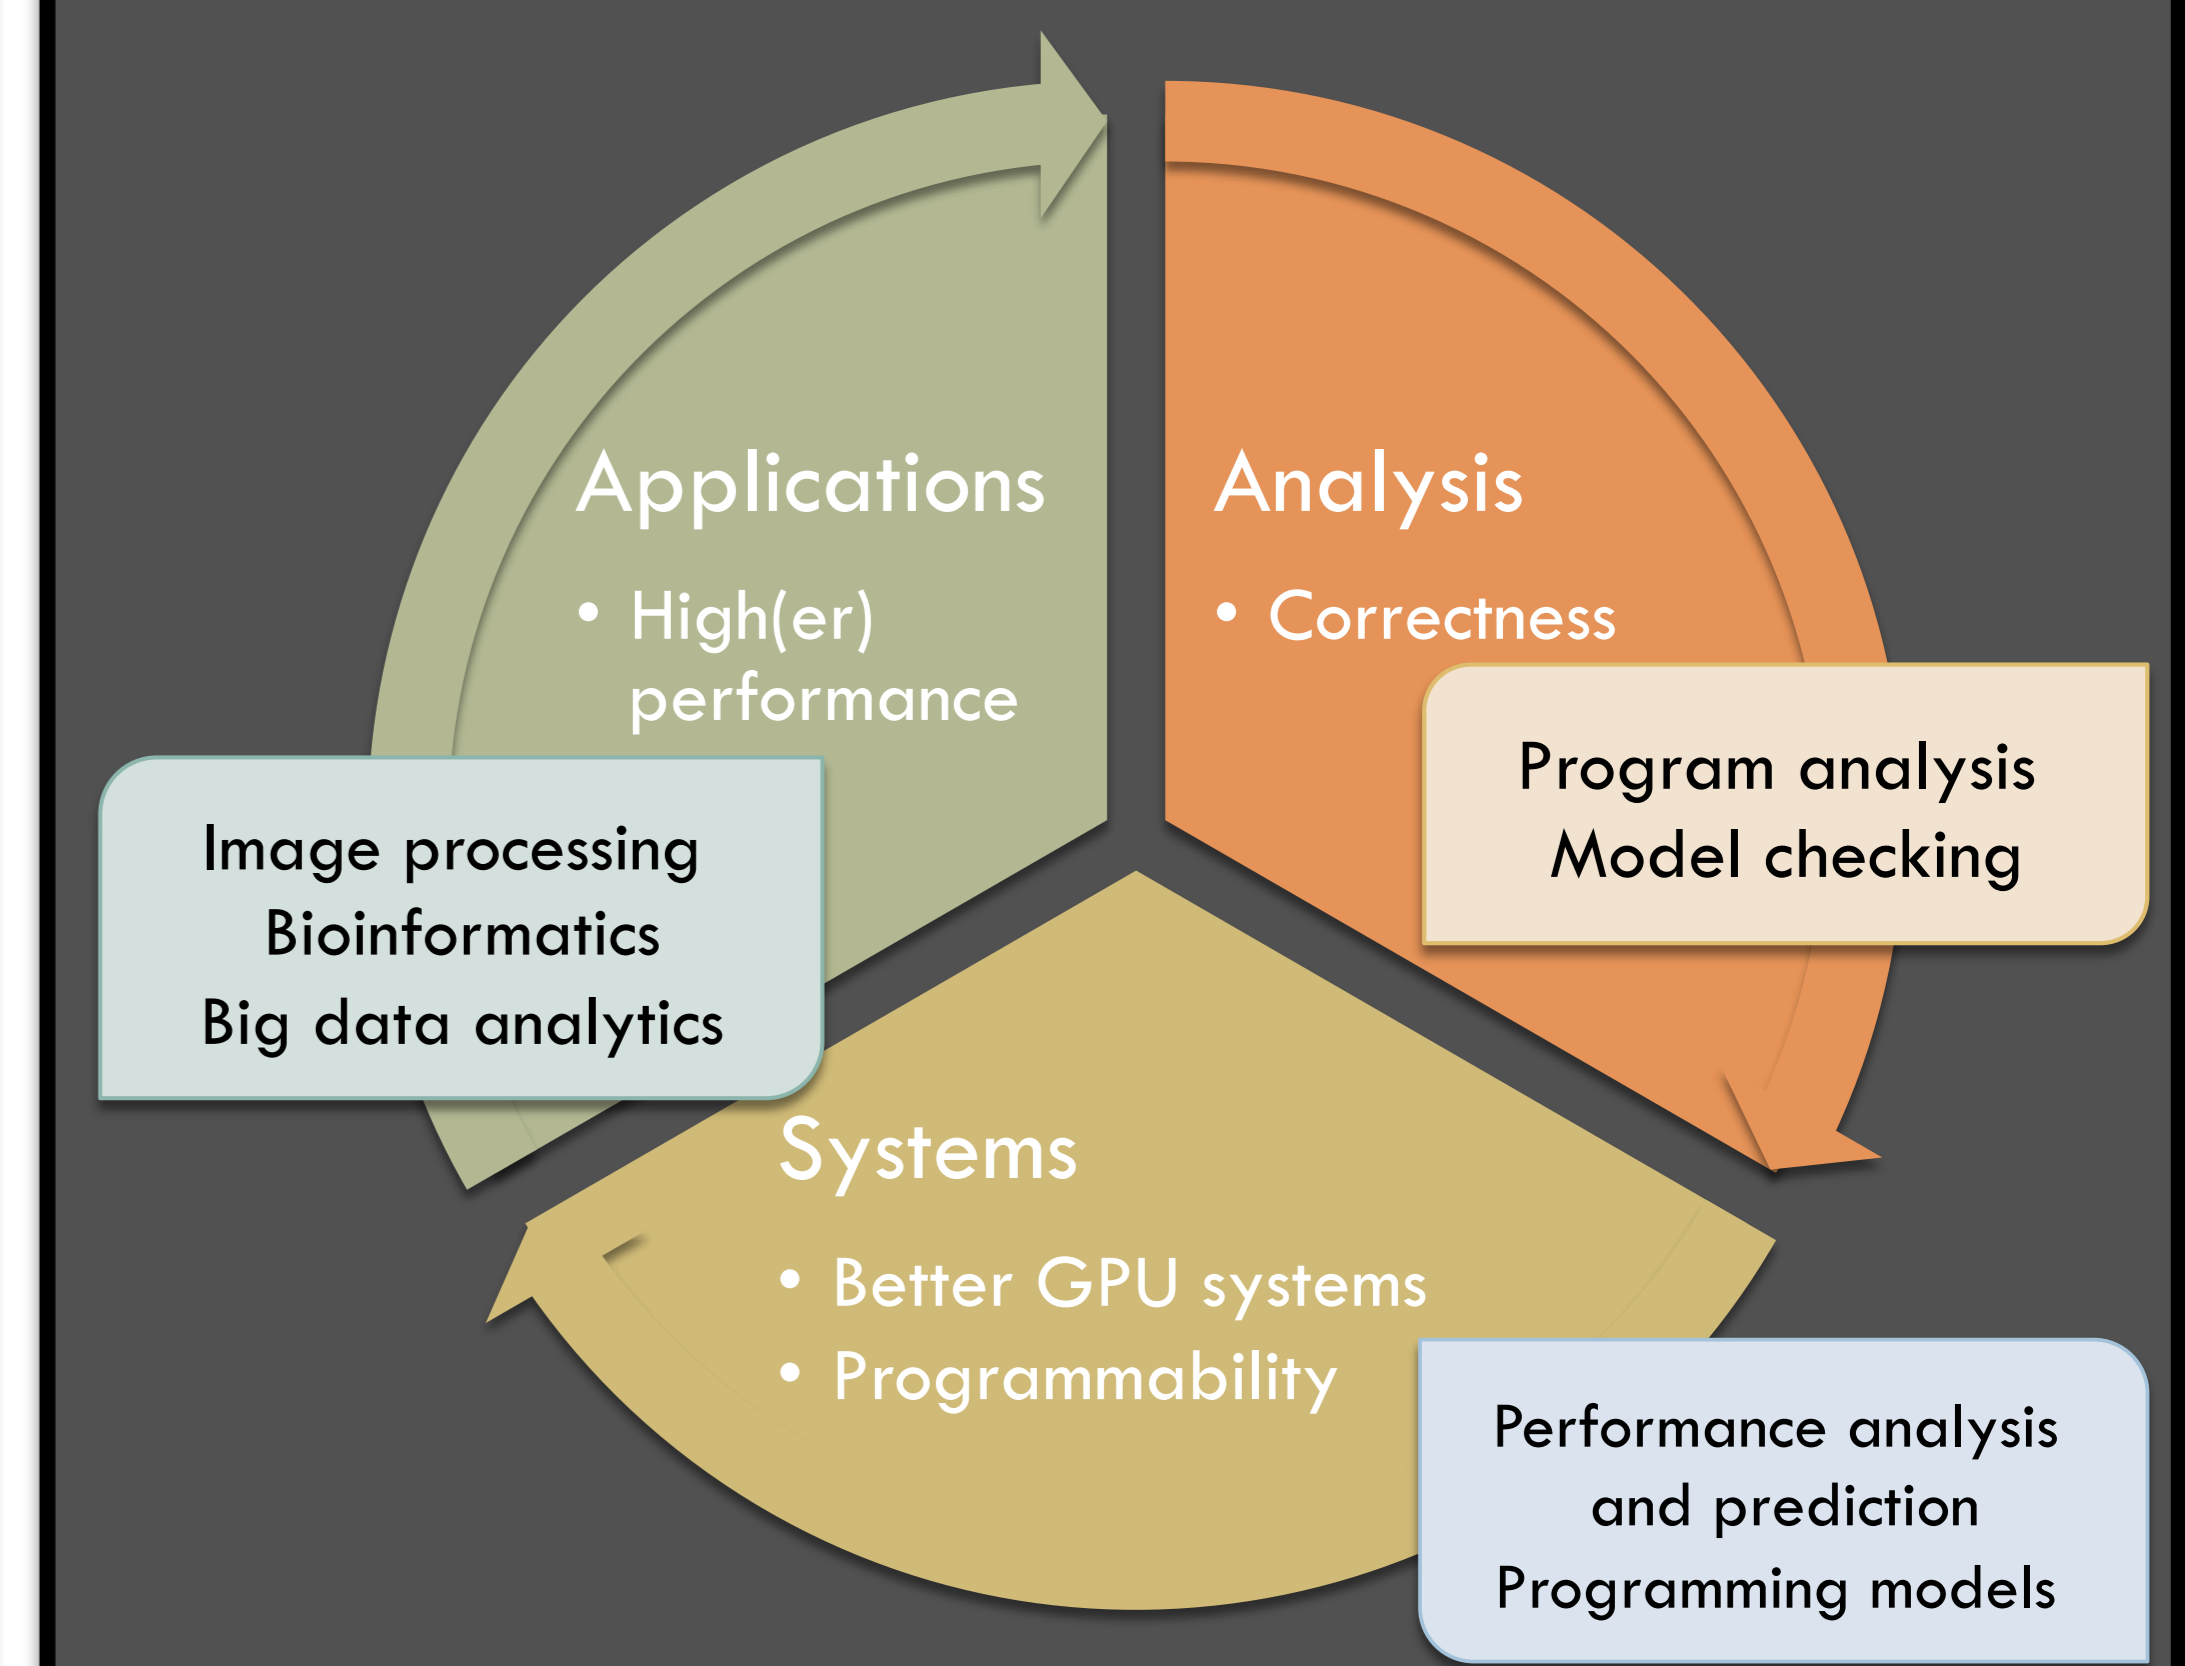 Applications
• High(er)
performance
Image processing
Bioinformatics
Big data analytics
Analysis
• Correctness
Program analysis
Model checking
Systems
• Better GPU systems
• Programmability
Performance analysis
and prediction
Programming models